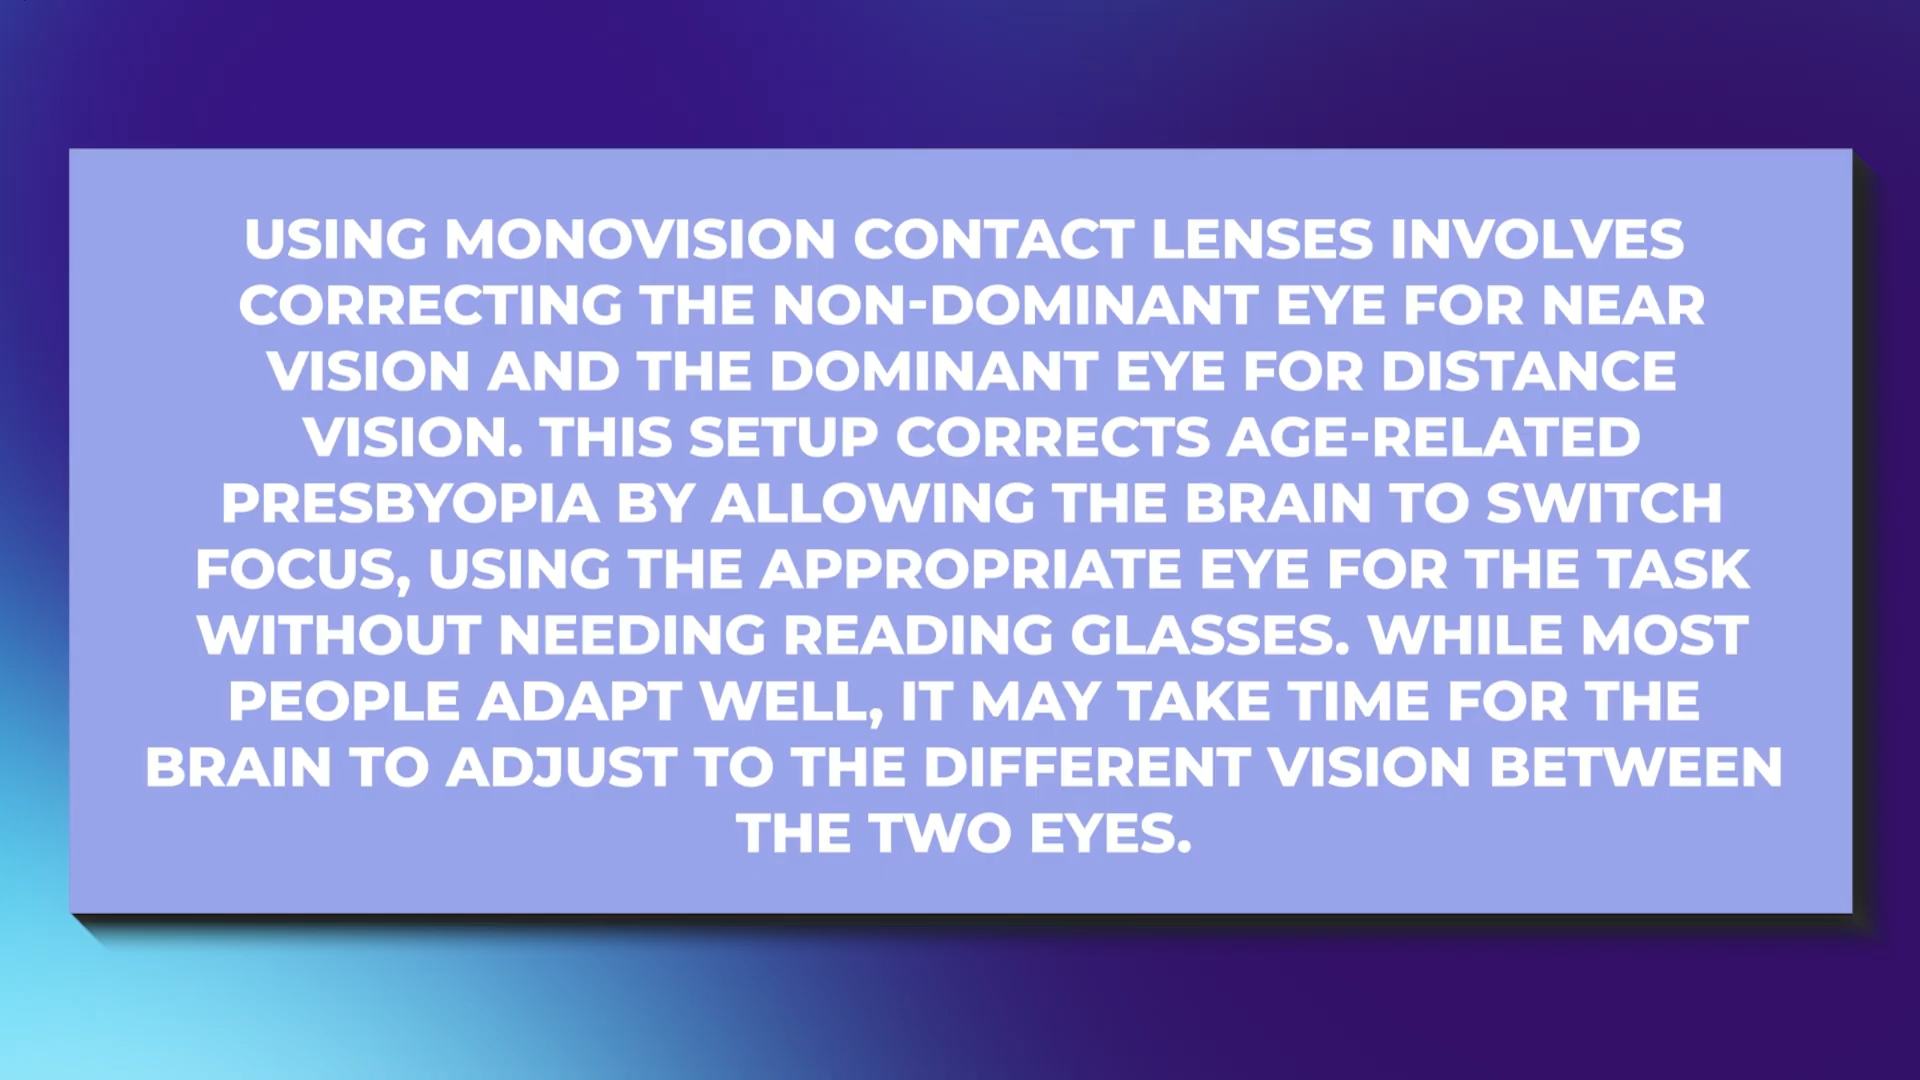 USING MONOVISION CONTACT LENSES INVOLVES
CORRECTING THE NON-DOMINANT EYE FOR NEAR
VISION AND THE DOMINANT EYE FOR DISTANCE
VISION. THIS SETUP CORRECTS AGE-RELATED
PRESBYOPIA BY ALLOWING THE BRAIN TO SWITCH
FOCUS, USING THE APPROPRIATE EYE FOR THE TASK
WITHOUT NEEDING READING GLASSES. WHILE MOST
PEOPLE ADAPT WELL, IT MAY TAKE TIME FOR THE
BRAIN TO ADJUST TO THE DIFFERENT VISION BETWEEN
THE TWO EYES.